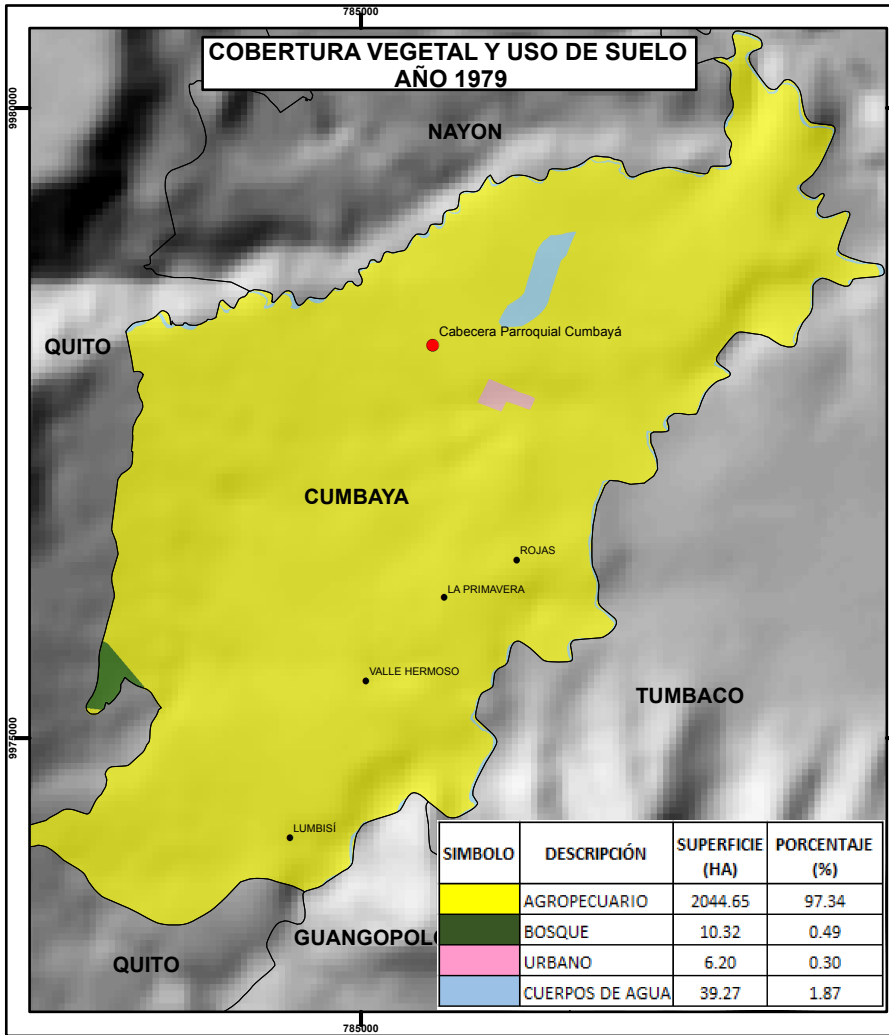 785000
COBERTURA VEGETAL Y USO DE SUELO
AÑO 1979
9980000
NAYON
Cabecera Parroquial Cumbayá
QUITO
CUMBAYA
ROJAS
LA PRIMAVERA
VALLE HERMOSO
TUMBACO
9975000
LUMBISÍ
SIMBOLO DESCRIPCIÓN SUPERFICIE (HA) PORCENTAJE (%)
AGROPECUARIO 2044.65 97.34
BOSQUE 10.32 0.49
URBANO 6.20 0.30
CUERPOS DE AGUA 39.27 1.87
GUANGOPOLO
QUITO
785000